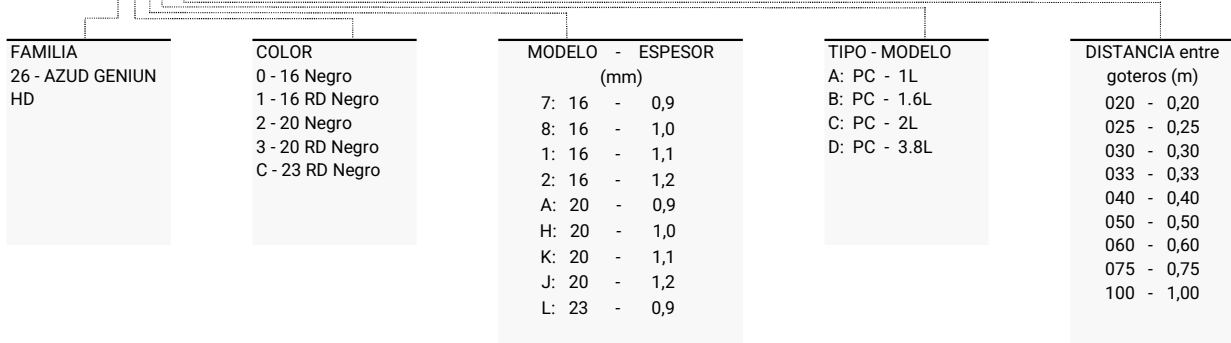 FAMILIA
26 - AZUD GENIUN
HD
COLOR
0 - 16 Negro
1 - 16 RD Negro
2 - 20 Negro
3 - 20 RD Negro
C - 23 RD Negro
MODELO - ESPESOR
(mm)
7: 16 - 0,9
8: 16 - 1,0
1: 16 - 1,1
2: 16 - 1,2
A: 20 - 0,9
H: 20 - 1,0
K: 20 - 1,1
J: 20 - 1,2
L: 23 - 0,9
TIPO - MODELO
A: PC - 1L
B: PC - 1.6L
C: PC - 2L
D: PC - 3.8L
DISTANCIA entre
goteros (m)
020 - 0,20
025 - 0,25
030 - 0,30
033 - 0,33
040 - 0,40
050 - 0,50
060 - 0,60
075 - 0,75
100 - 1,00